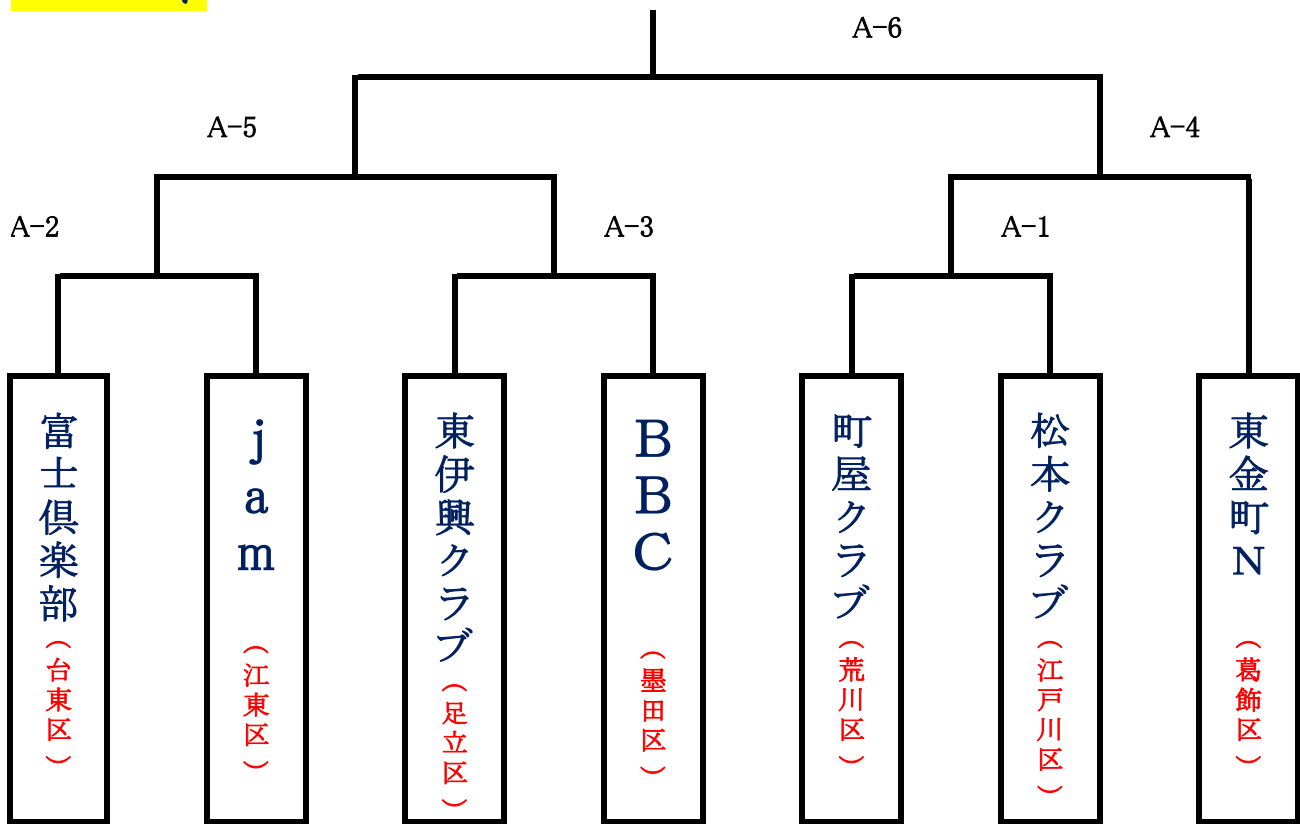 A-6
A-5
A-4
A-2
A-3
A-1
富士倶楽部（台東区）
jam（江東区）
東伊興クラブ（足立区）
BBC（墨田区）
町屋クラブ（荒川区）
松本クラブ（江戸川区）
東金町N（葛飾区）